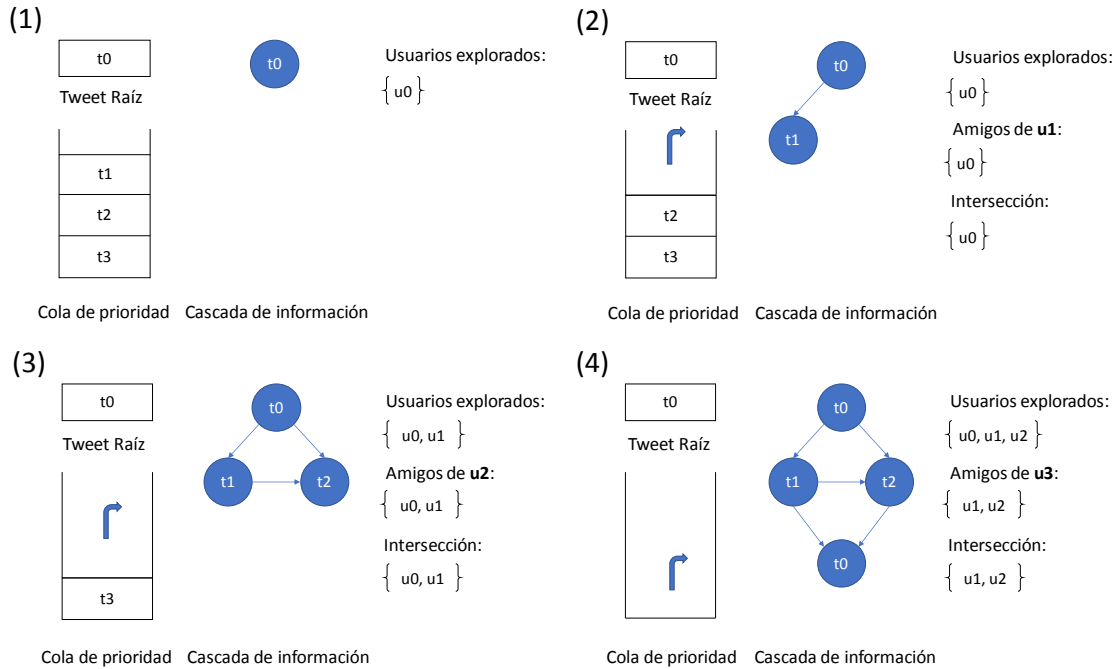 (1)
t0
Tweet Raíz
t1
t2
t3
Cola de prioridad
t0
Cascada de información
Usuarios explorados:
{ u0 }
(2)
t0
Tweet Raíz
t2
t3
Cola de prioridad
t0
t1
Cascada de información
Usuarios explorados:
{ u0 }
Amigos de u1:
{ u0 }
Intersección:
{ u0 }
(3)
t0
Tweet Raíz
t3
Cola de prioridad
t0
t1
t2
Cascada de información
Usuarios explorados:
{ u0, u1 }
Amigos de u2:
{ u0, u1 }
Intersección:
{ u0, u1 }
(4)
t0
Tweet Raíz
Cola de prioridad
t0
t1
t2
t0
Cascada de información
Usuarios explorados:
{ u0, u1, u2 }
Amigos de u3:
{ u1, u2 }
Intersección:
{ u1, u2 }